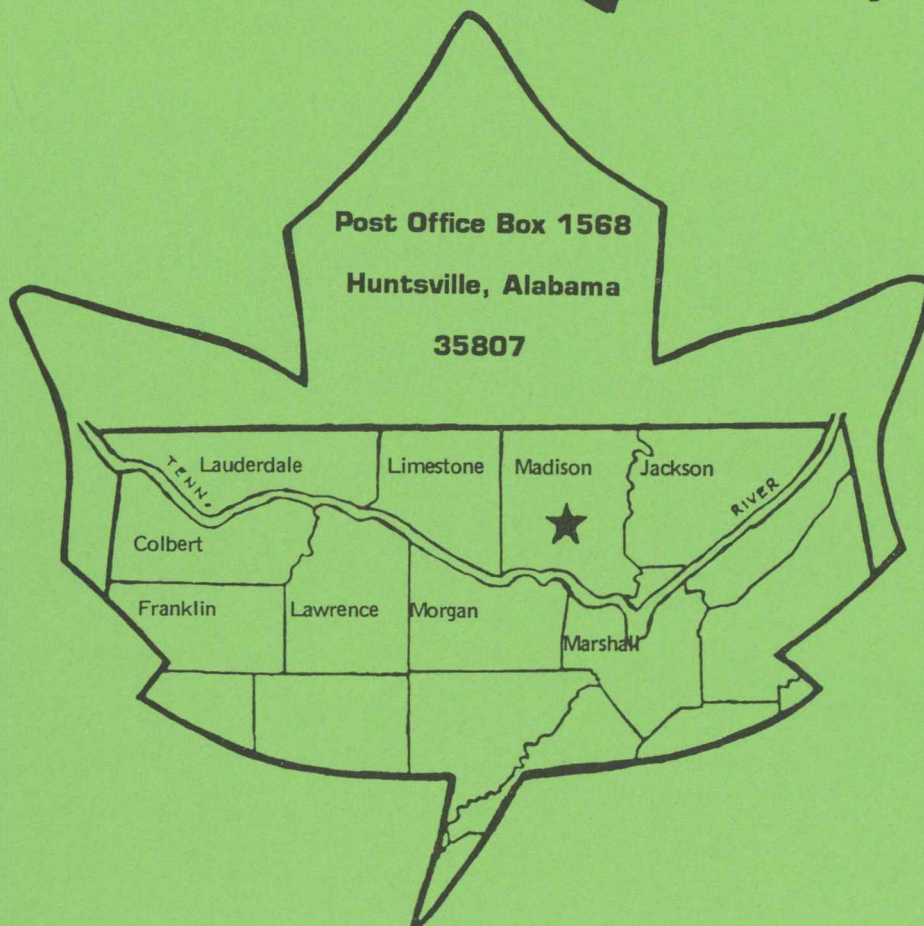 Post Office Box 1568
Huntsville, Alabama
35807
Lauderdale
Limestone
Madison
Jackson
TENN.
RIVER
Colbert
Franklin
Lawrence
Morgan
Marshall